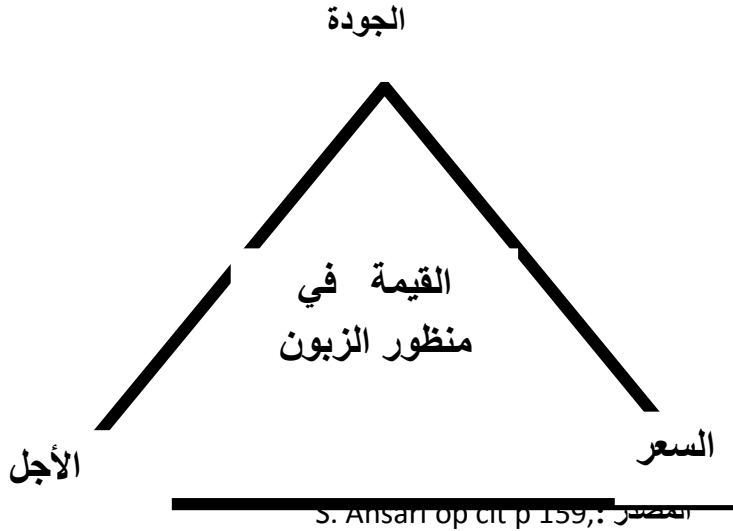 الجودة
القيمة في
منظور الزبون
السعر
الأجل
المصدر :S. Ansari op cit p 159,